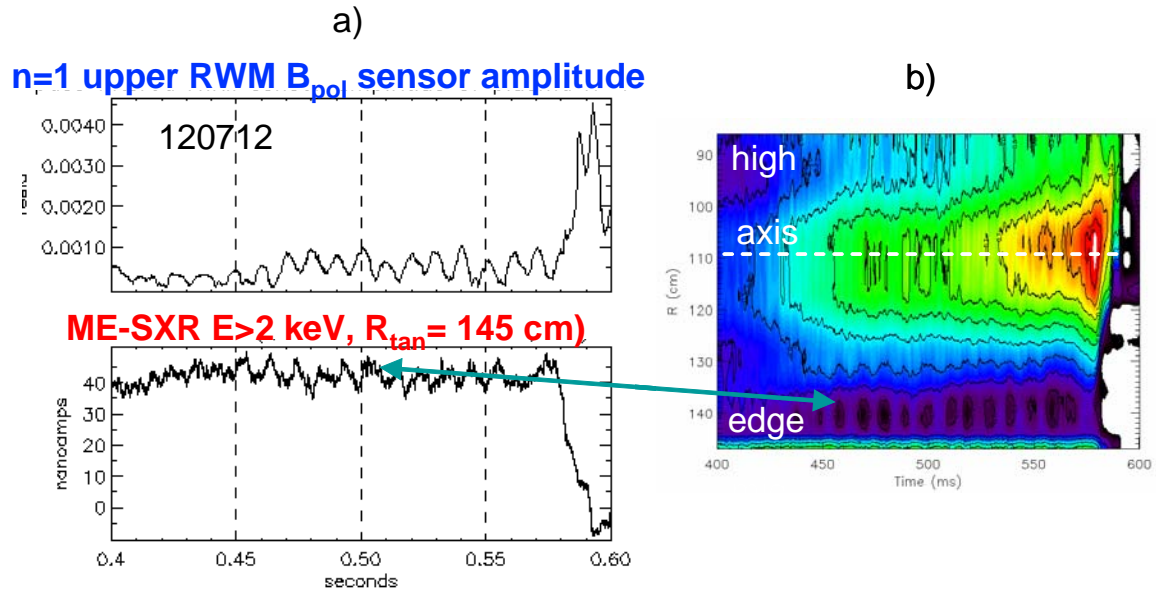 a)
n=1 upper RWM Bpol sensor amplitude
120712
0.0040
0.0020
0.0010
ME-SXR E>2 keV, Rtan= 145 cm)
nanoamps
40
30
20
10
0
0.4 0.45 0.50 0.55 0.60
seconds
b)
R (cm)
90
100
110
120
130
140
high
axis
edge
400 450 500 550 600
Time (ms)